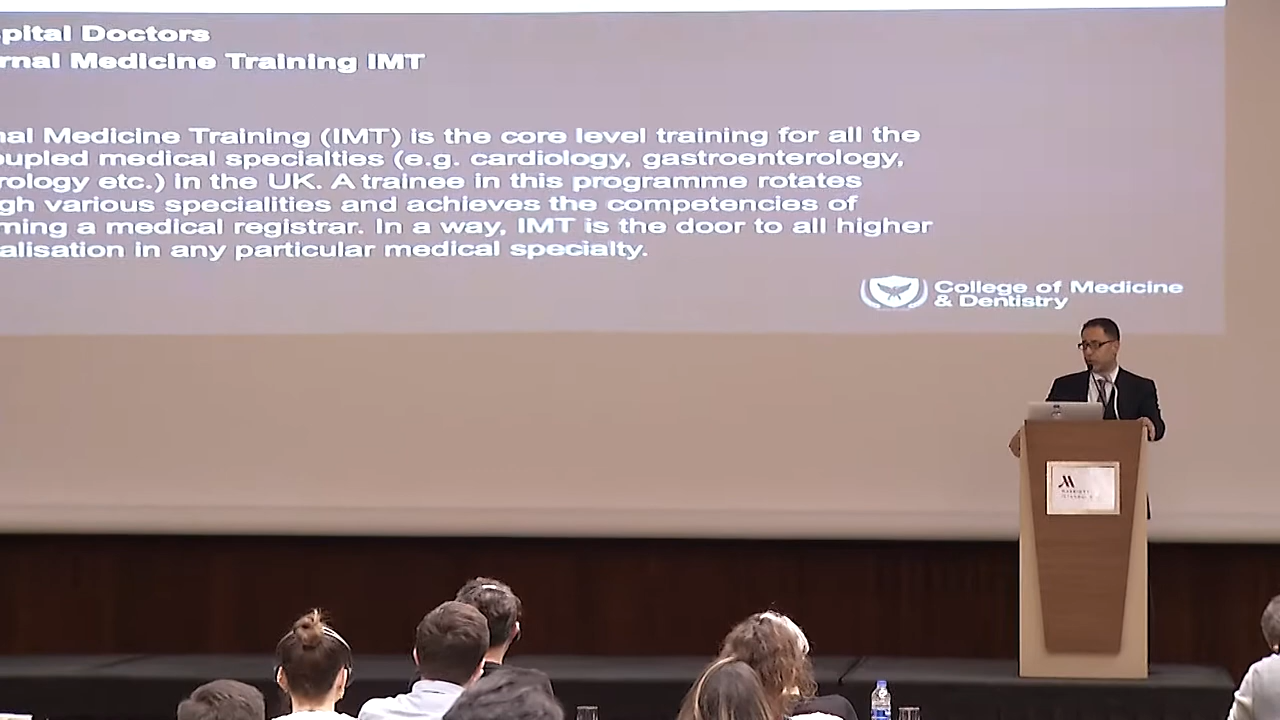 pital Doctors
rnal Medicine Training IMT
nal Medicine Training (IMT) is the core level training for all the
oupled medical specialties (e.g. cardiology, gastroenterology,
rology etc.) in the UK. A trainee in this programme rotates
gh various specialities and achieves the competencies of
ming a medical registrar. In a way, IMT is the door to all higher
alisation in any particular medical specialty.
College of Medicine
& Dentistry
MARRIOTT